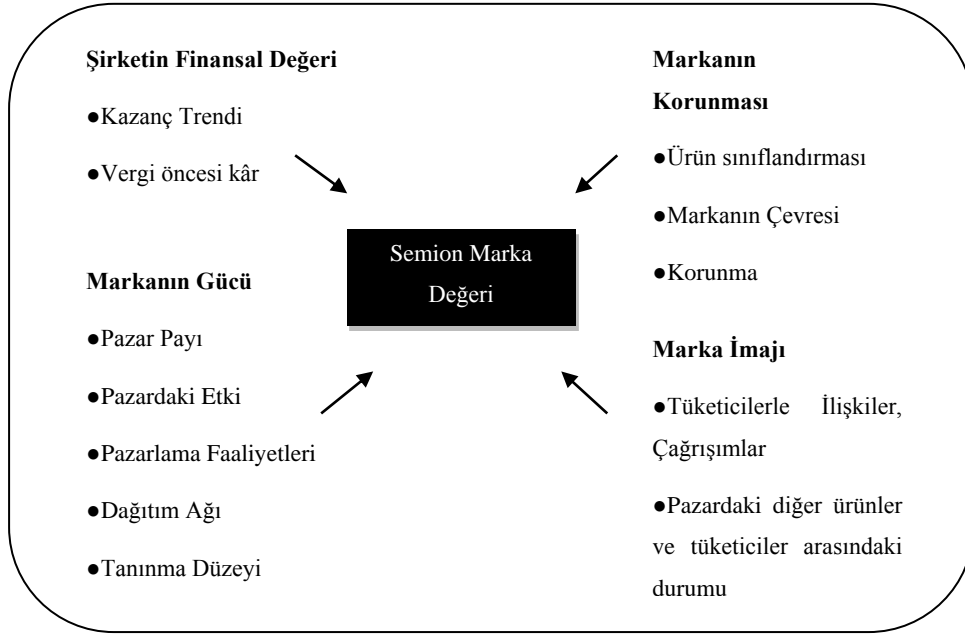 Şirketin Finansal Değeri
●Kazanç Trendi
●Vergi öncesi kâr
Markanın Gücü
●Pazar Payı
●Pazardaki Etki
●Pazarlama Faaliyetleri
●Dağıtım Ağı
●Tanınma Düzeyi
Semion Marka
Değeri
Markanın
Korunması
●Ürün sınıflandırması
●Markanın Çevresi
●Korunma
Marka İmajı
●Tüketicilerle İlişkiler,
Çağrışımlar
●Pazardaki diğer ürünler
ve tüketiciler arasındaki
durumu